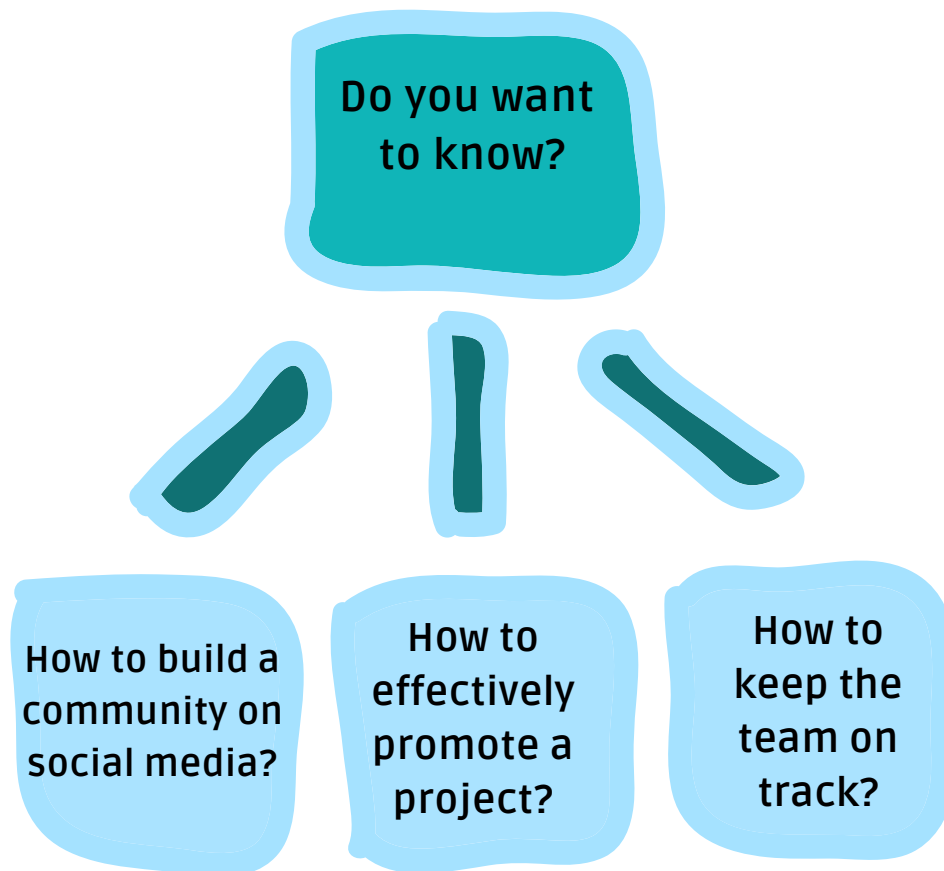 Do you want
to know?
How to build a
community on
social media?
How to
effectively
promote a
project?
How to
keep the
team on
track?